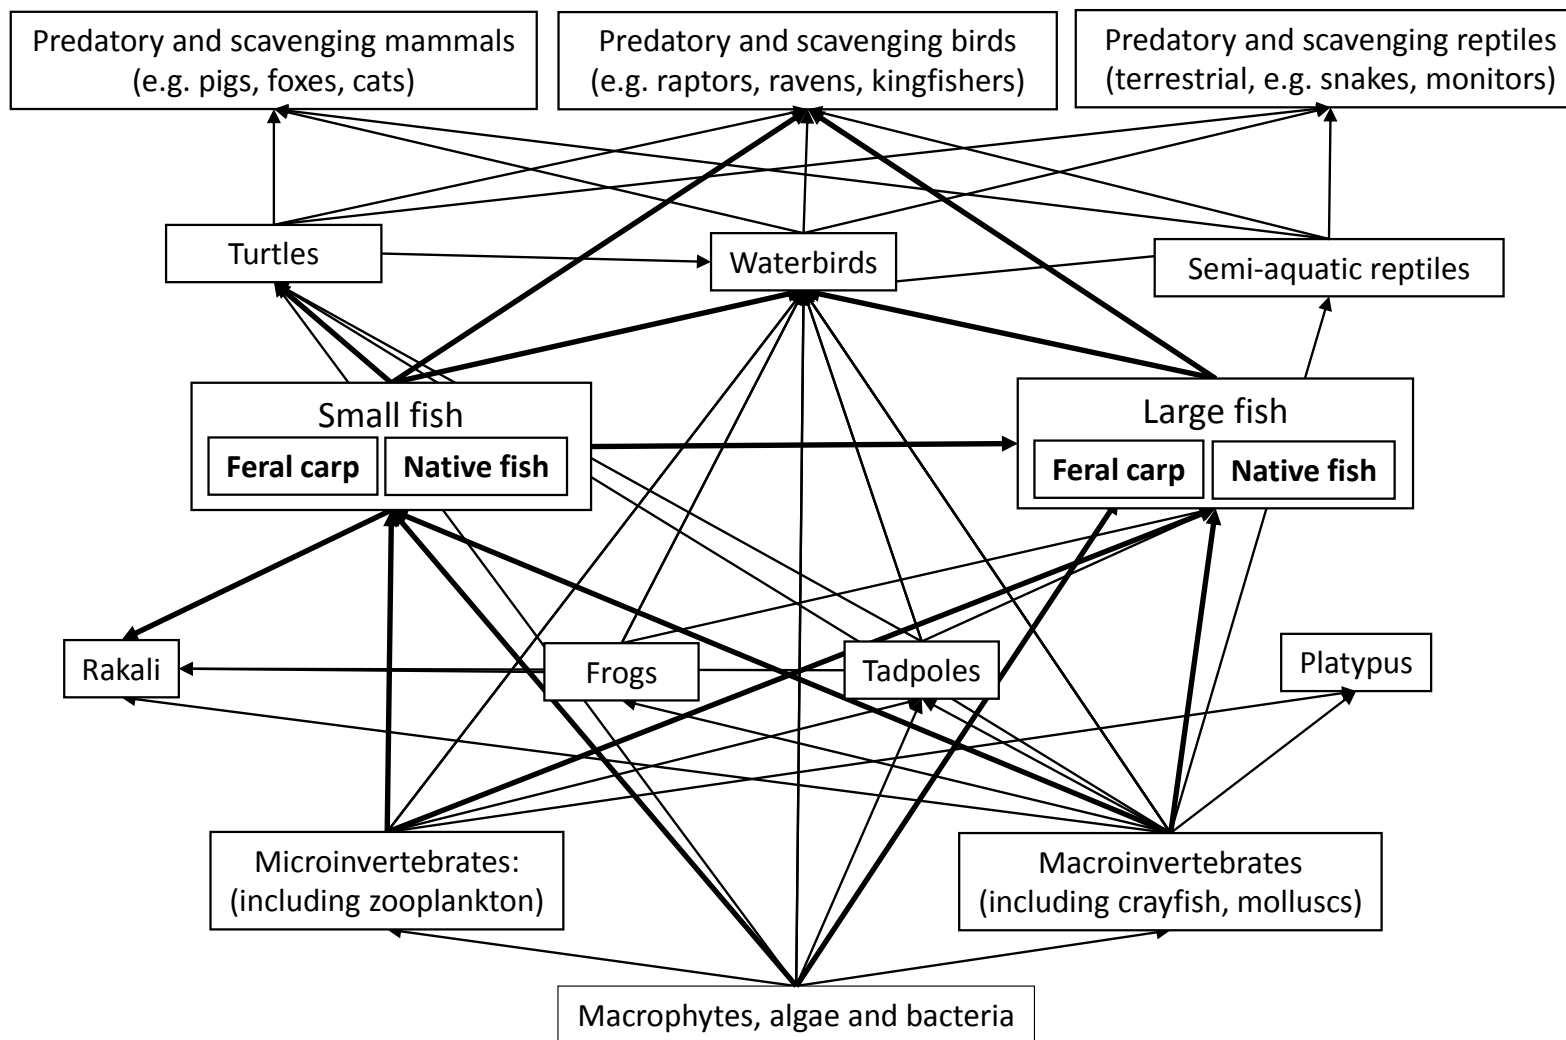 Predatory and scavenging mammals
(e.g. pigs, foxes, cats)
Predatory and scavenging birds
(e.g. raptors, ravens, kingfishers)
Predatory and scavenging reptiles
(terrestrial, e.g. snakes, monitors)
Turtles
Waterbirds
Semi-aquatic reptiles
Small fish
Feral carp
Native fish
Large fish
Feral carp
Native fish
Rakali
Frogs
Tadpoles
Platypus
Microinvertebrates:
(including zooplankton)
Macroinvertebrates
(including crayfish, molluscs)
Macrophytes, algae and bacteria